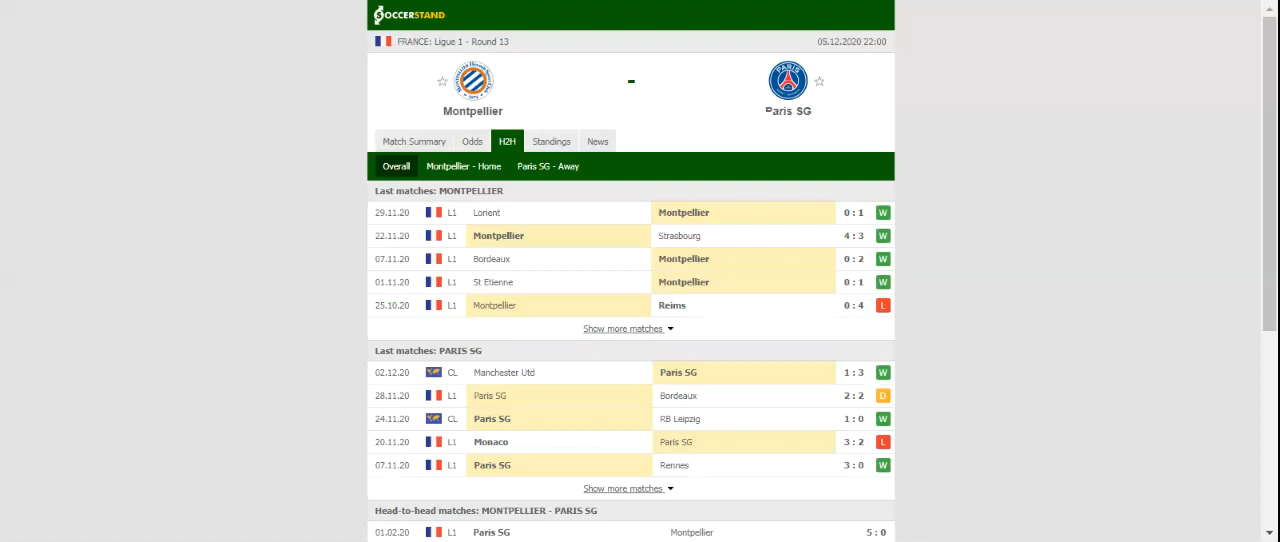 SOCCERSTAND
FRANCE: Ligue 1 - Round 13 05.12.2020 22:00
-
Montpellier Paris SG
Match Summary Odds H2H Standings News
Overall Montpellier - Home Paris SG - Away
Last matches: MONTPELLIER
29.11.20 L1 Lorient Montpellier 0 : 1 W
22.11.20 L1 Montpellier Strasbourg 4 : 3 W
07.11.20 L1 Bordeaux Montpellier 0 : 2 W
01.11.20 L1 St Etienne Montpellier 0 : 1 W
25.10.20 L1 Montpellier Reims 0 : 4 L
Show more matches
Last matches: PARIS SG
02.12.20 CL Manchester Utd Paris SG 1 : 3 W
28.11.20 L1 Paris SG Bordeaux 2 : 2 D
24.11.20 CL Paris SG RB Leipzig 1 : 0 W
20.11.20 L1 Monaco Paris SG 3 : 2 L
07.11.20 L1 Paris SG Rennes 3 : 0 W
Show more matches
Head-to-head matches: MONTPELLIER - PARIS SG
01.02.20 L1 Paris SG Montpellier 5 : 0